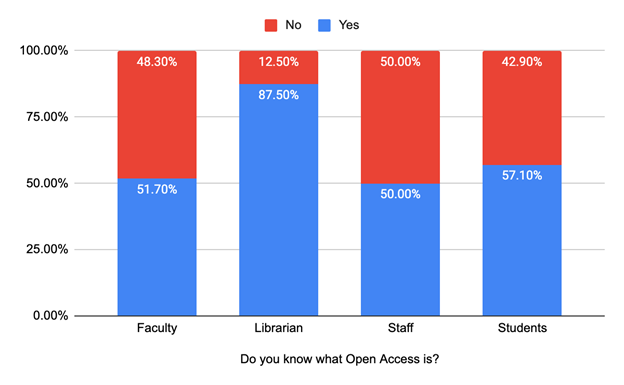 No Yes
100.00%
75.00%
50.00%
25.00%
0.00%
48.30% 12.50% 50.00% 42.90%
51.70% 87.50% 50.00% 57.10%
Faculty Librarian Staff Students
Do you know what Open Access is?